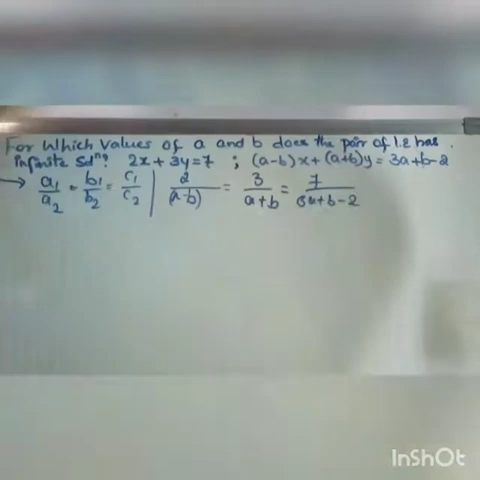 For Which Values of a and b does the pair of l.e has.
infinite Solⁿ? 2x + 3y = 7 ; (a-b)x + (a+b)y = 3a+b-2
→ a₁/a₂ = b₁/b₂ = c₁/c₂ | 2/(a-b) = 3/a+b = 7/3a+b-2
InShOt